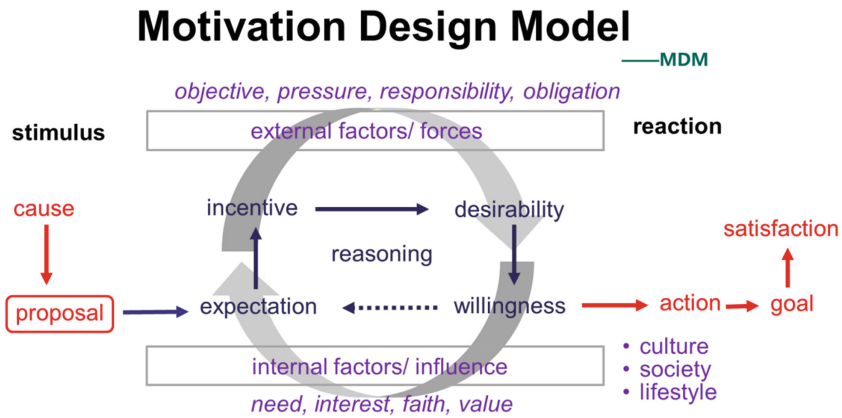 Motivation Design Model
——MDM
objective, pressure, responsibility, obligation
stimulus
external factors/ forces
reaction
cause
incentive
desirability
satisfaction
reasoning
proposal
expectation
willingness
action
goal
internal factors/ influence
• culture
• society
• lifestyle
need, interest, faith, value